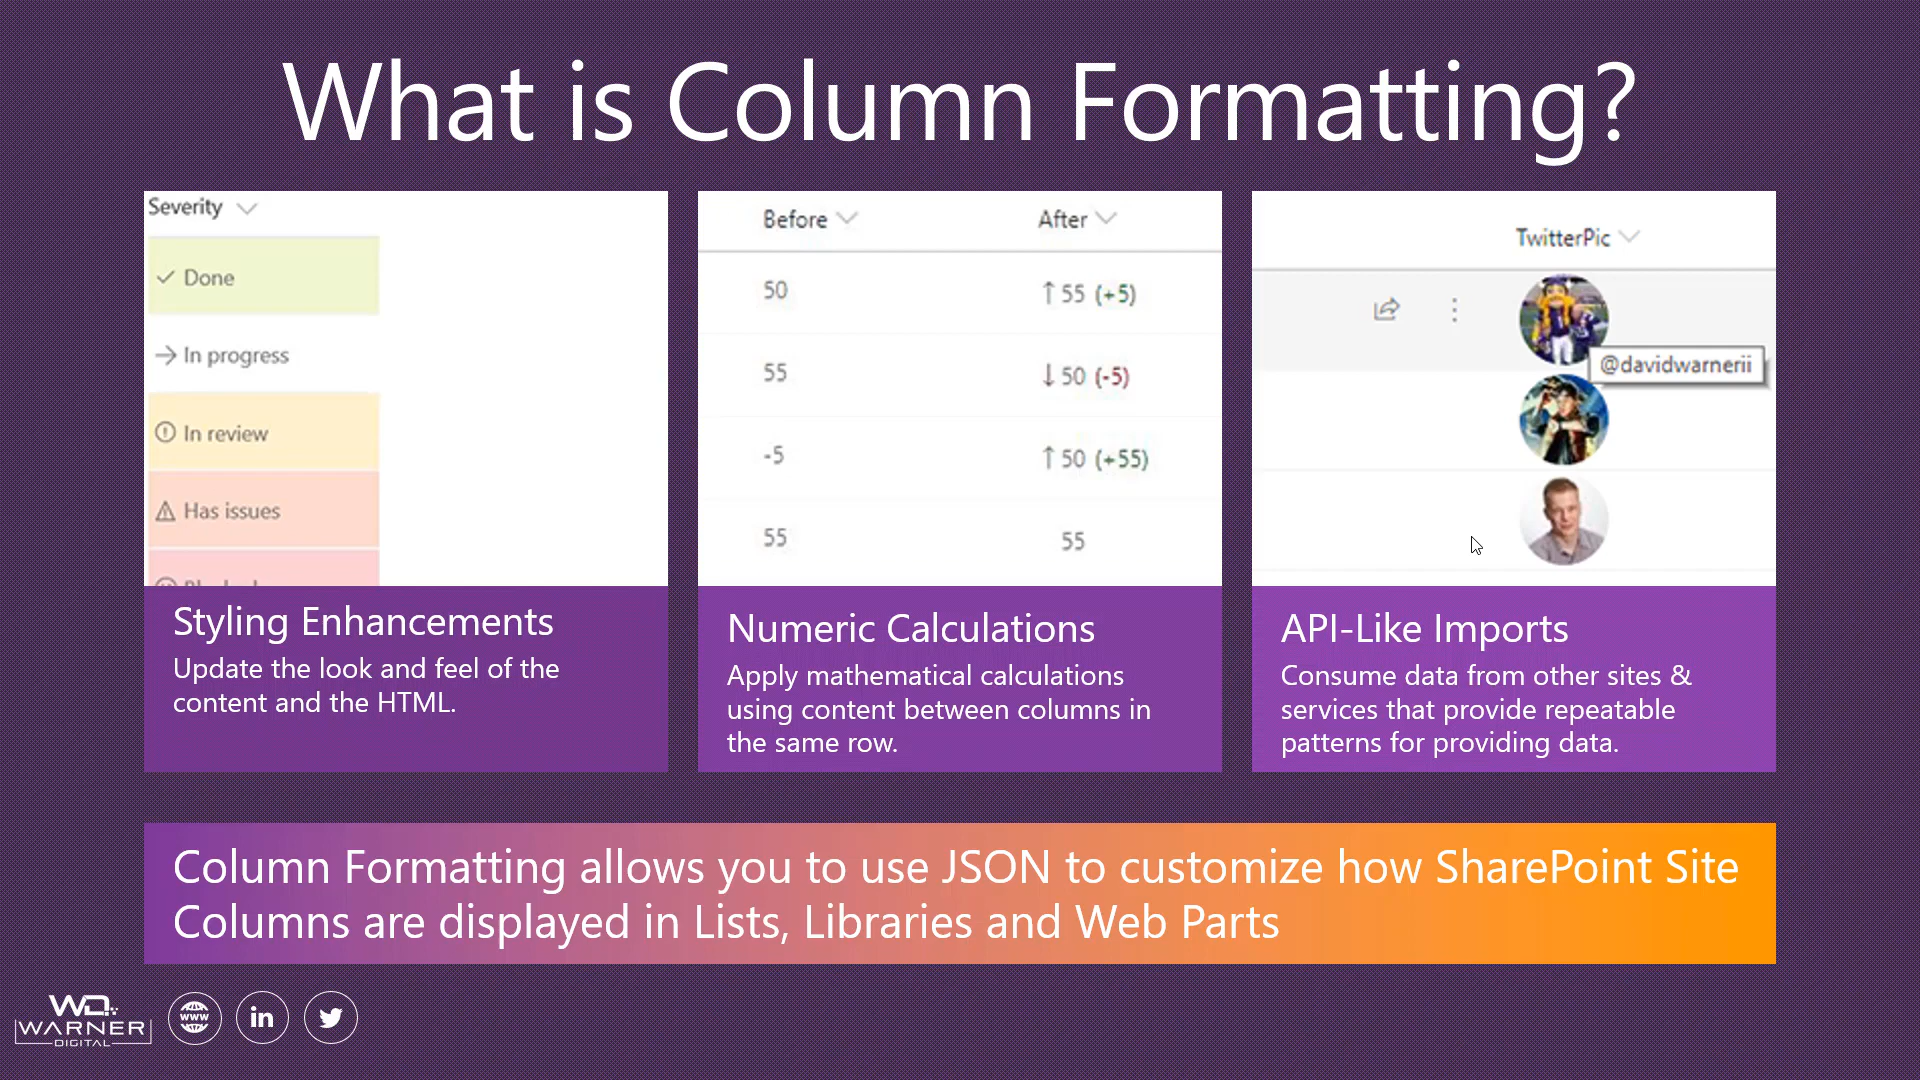 What is Column Formatting?
Severity
Done
In progress
In review
Has issues
Before After
50 ↑ 55 (+5)
55 ↓ 50 (-5)
-5 ↑ 50 (+55)
55 55
TwitterPic
@davidwarnerii
Styling Enhancements
Update the look and feel of the
content and the HTML.
Numeric Calculations
Apply mathematical calculations
using content between columns in
the same row.
API-Like Imports
Consume data from other sites &
services that provide repeatable
patterns for providing data.
Column Formatting allows you to use JSON to customize how SharePoint Site
Columns are displayed in Lists, Libraries and Web Parts
WD
WARNER
DIGITAL
www
in